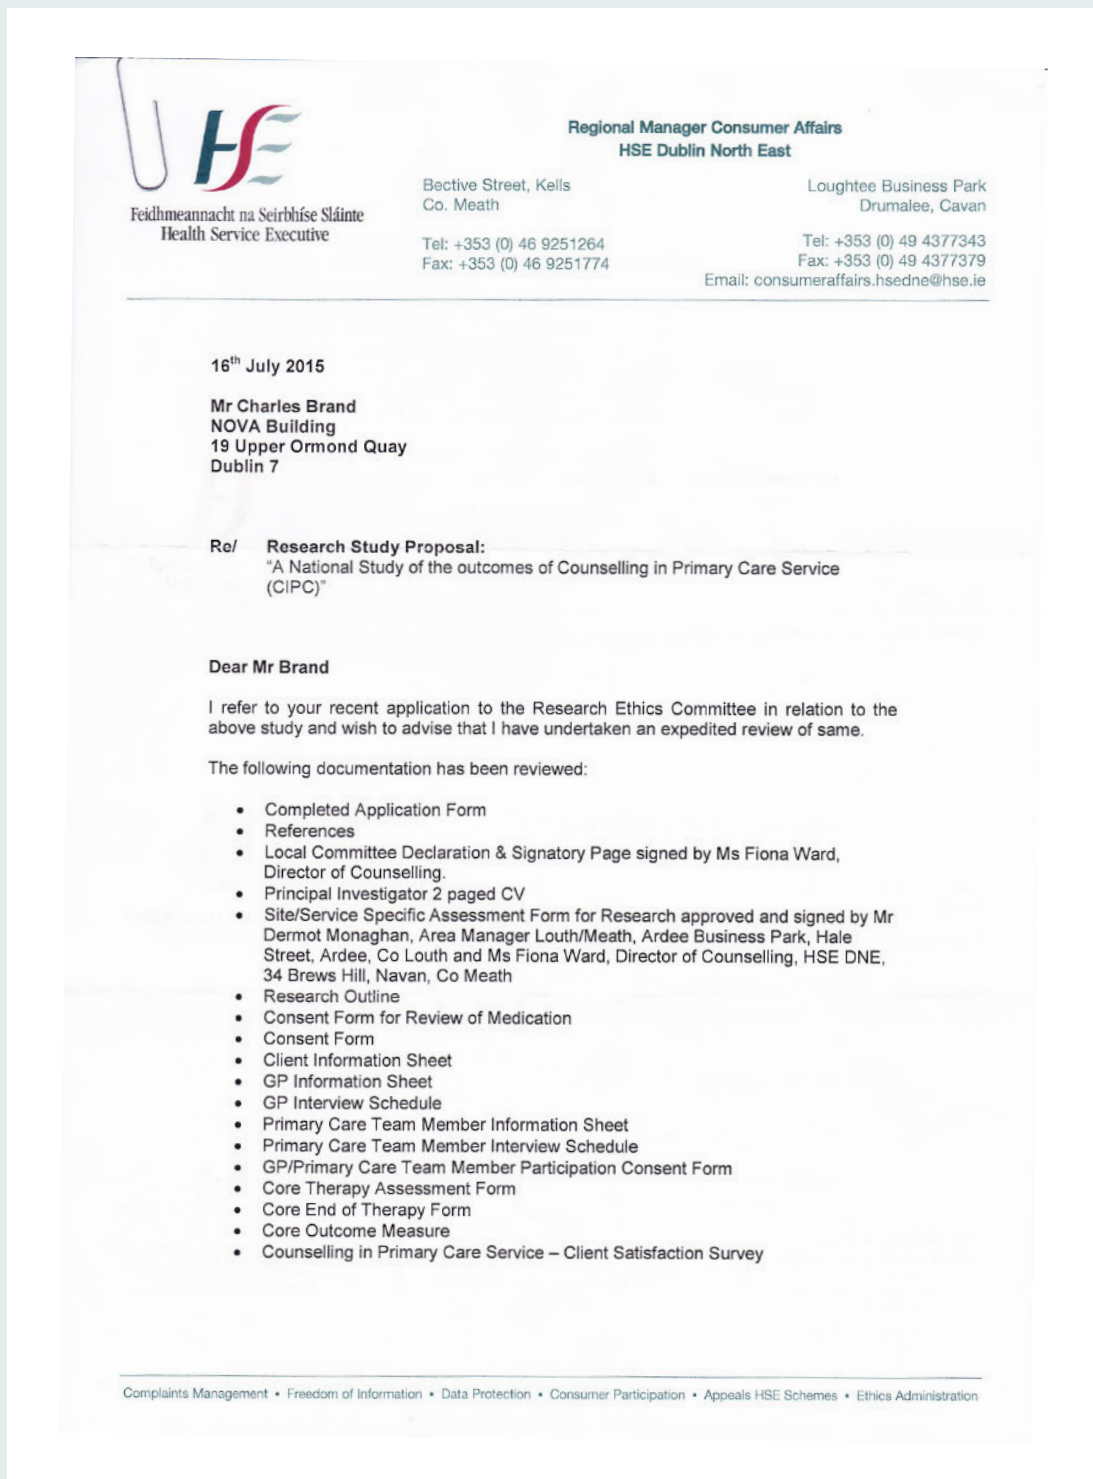 HSE
Feidhmeannacht na Seirbhíse Sláinte
Health Service Executive
Regional Manager Consumer Affairs
HSE Dublin North East
Bective Street, Kells
Co. Meath
Tel: +353 (0) 46 9251264
Fax: +353 (0) 46 9251774
Loughtee Business Park
Drumalee, Cavan
Tel: +353 (0) 49 4377343
Fax: +353 (0) 49 4377379
Email: consumeraffairs.hsedne@hse.ie
16th July 2015
Mr Charles Brand
NOVA Building
19 Upper Ormond Quay
Dublin 7
Re/ Research Study Proposal:
"A National Study of the outcomes of Counselling in Primary Care Service
(CIPC)"
Dear Mr Brand
I refer to your recent application to the Research Ethics Committee in relation to the
above study and wish to advise that I have undertaken an expedited review of same.
The following documentation has been reviewed:
• Completed Application Form
• References
• Local Committee Declaration & Signatory Page signed by Ms Fiona Ward,
Director of Counselling.
• Principal Investigator 2 paged CV
• Site/Service Specific Assessment Form for Research approved and signed by Mr
Dermot Monaghan, Area Manager Louth/Meath, Ardee Business Park, Hale
Street, Ardee, Co Louth and Ms Fiona Ward, Director of Counselling, HSE DNE,
34 Brews Hill, Navan, Co Meath
• Research Outline
• Consent Form for Review of Medication
• Consent Form
• Client Information Sheet
• GP Information Sheet
• GP Interview Schedule
• Primary Care Team Member Information Sheet
• Primary Care Team Member Interview Schedule
• GP/Primary Care Team Member Participation Consent Form
• Core Therapy Assessment Form
• Core End of Therapy Form
• Core Outcome Measure
• Counselling in Primary Care Service – Client Satisfaction Survey
Complaints Management • Freedom of Information • Data Protection • Consumer Participation • Appeals HSE Schemes • Ethics Administration